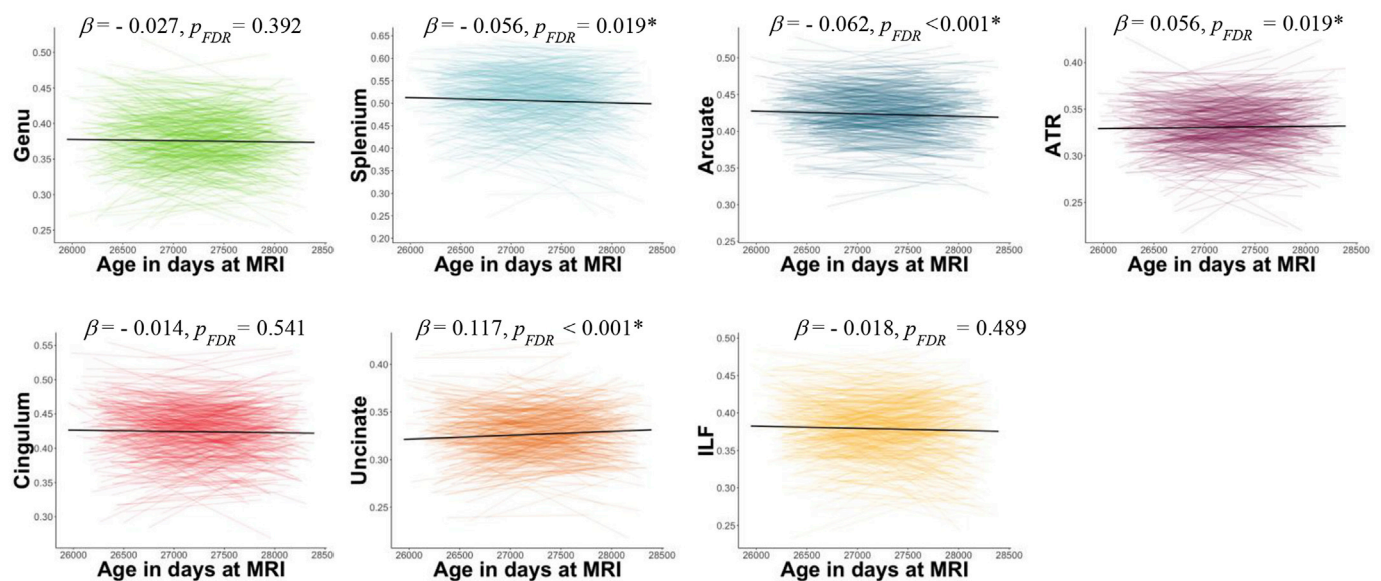 β = - 0.027, pFDR = 0.392
0.50
0.45
0.40
0.35
0.30
0.25
Genu
26000 26500 27000 27500 28000 28500
Age in days at MRI
β = - 0.056, pFDR = 0.019*
0.65
0.60
0.55
0.50
0.45
0.40
0.35
0.30
0.25
0.20
Splenium
26000 26500 27000 27500 28000 28500
Age in days at MRI
β = - 0.062, pFDR <0.001*
0.50
0.45
0.40
0.35
0.30
0.25
Arcuate
26000 26500 27000 27500 28000 28500
Age in days at MRI
β = 0.056, pFDR = 0.019*
0.40
0.35
0.30
0.25
ATR
26000 26500 27000 27500 28000 28500
Age in days at MRI
β = - 0.014, pFDR = 0.541
0.55
0.50
0.45
0.40
0.35
0.30
Cingulum
26000 26500 27000 27500 28000 28500
Age in days at MRI
β = 0.117, pFDR < 0.001*
0.40
0.35
0.30
0.25
Uncinate
26000 26500 27000 27500 28000 28500
Age in days at MRI
β = - 0.018, pFDR = 0.489
0.50
0.45
0.40
0.35
0.30
0.25
ILF
26000 26500 27000 27500 28000 28500
Age in days at MRI